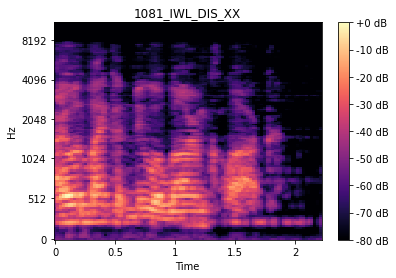 1081_IWL_DIS_XX
+0 dB
8192
-10 dB
4096
-20 dB
-30 dB
2048
Hz
-40 dB
1024
-50 dB
512
-60 dB
-70 dB
0
-80 dB
0
0.5
1
1.5
2
Time